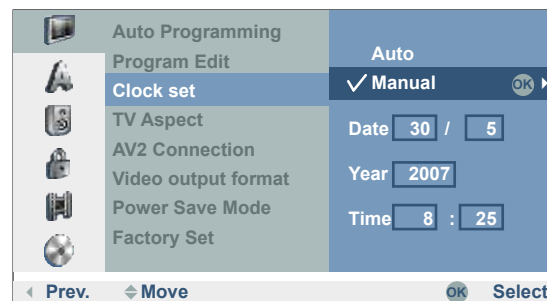 Auto Programming
Program Edit
Clock set
TV Aspect
AV2 Connection
Video output format
Power Save Mode
Factory Set
Auto
✓ Manual OK
Date 30 / 5
Year 2007
Time 8 : 25
Prev. Move OK Select